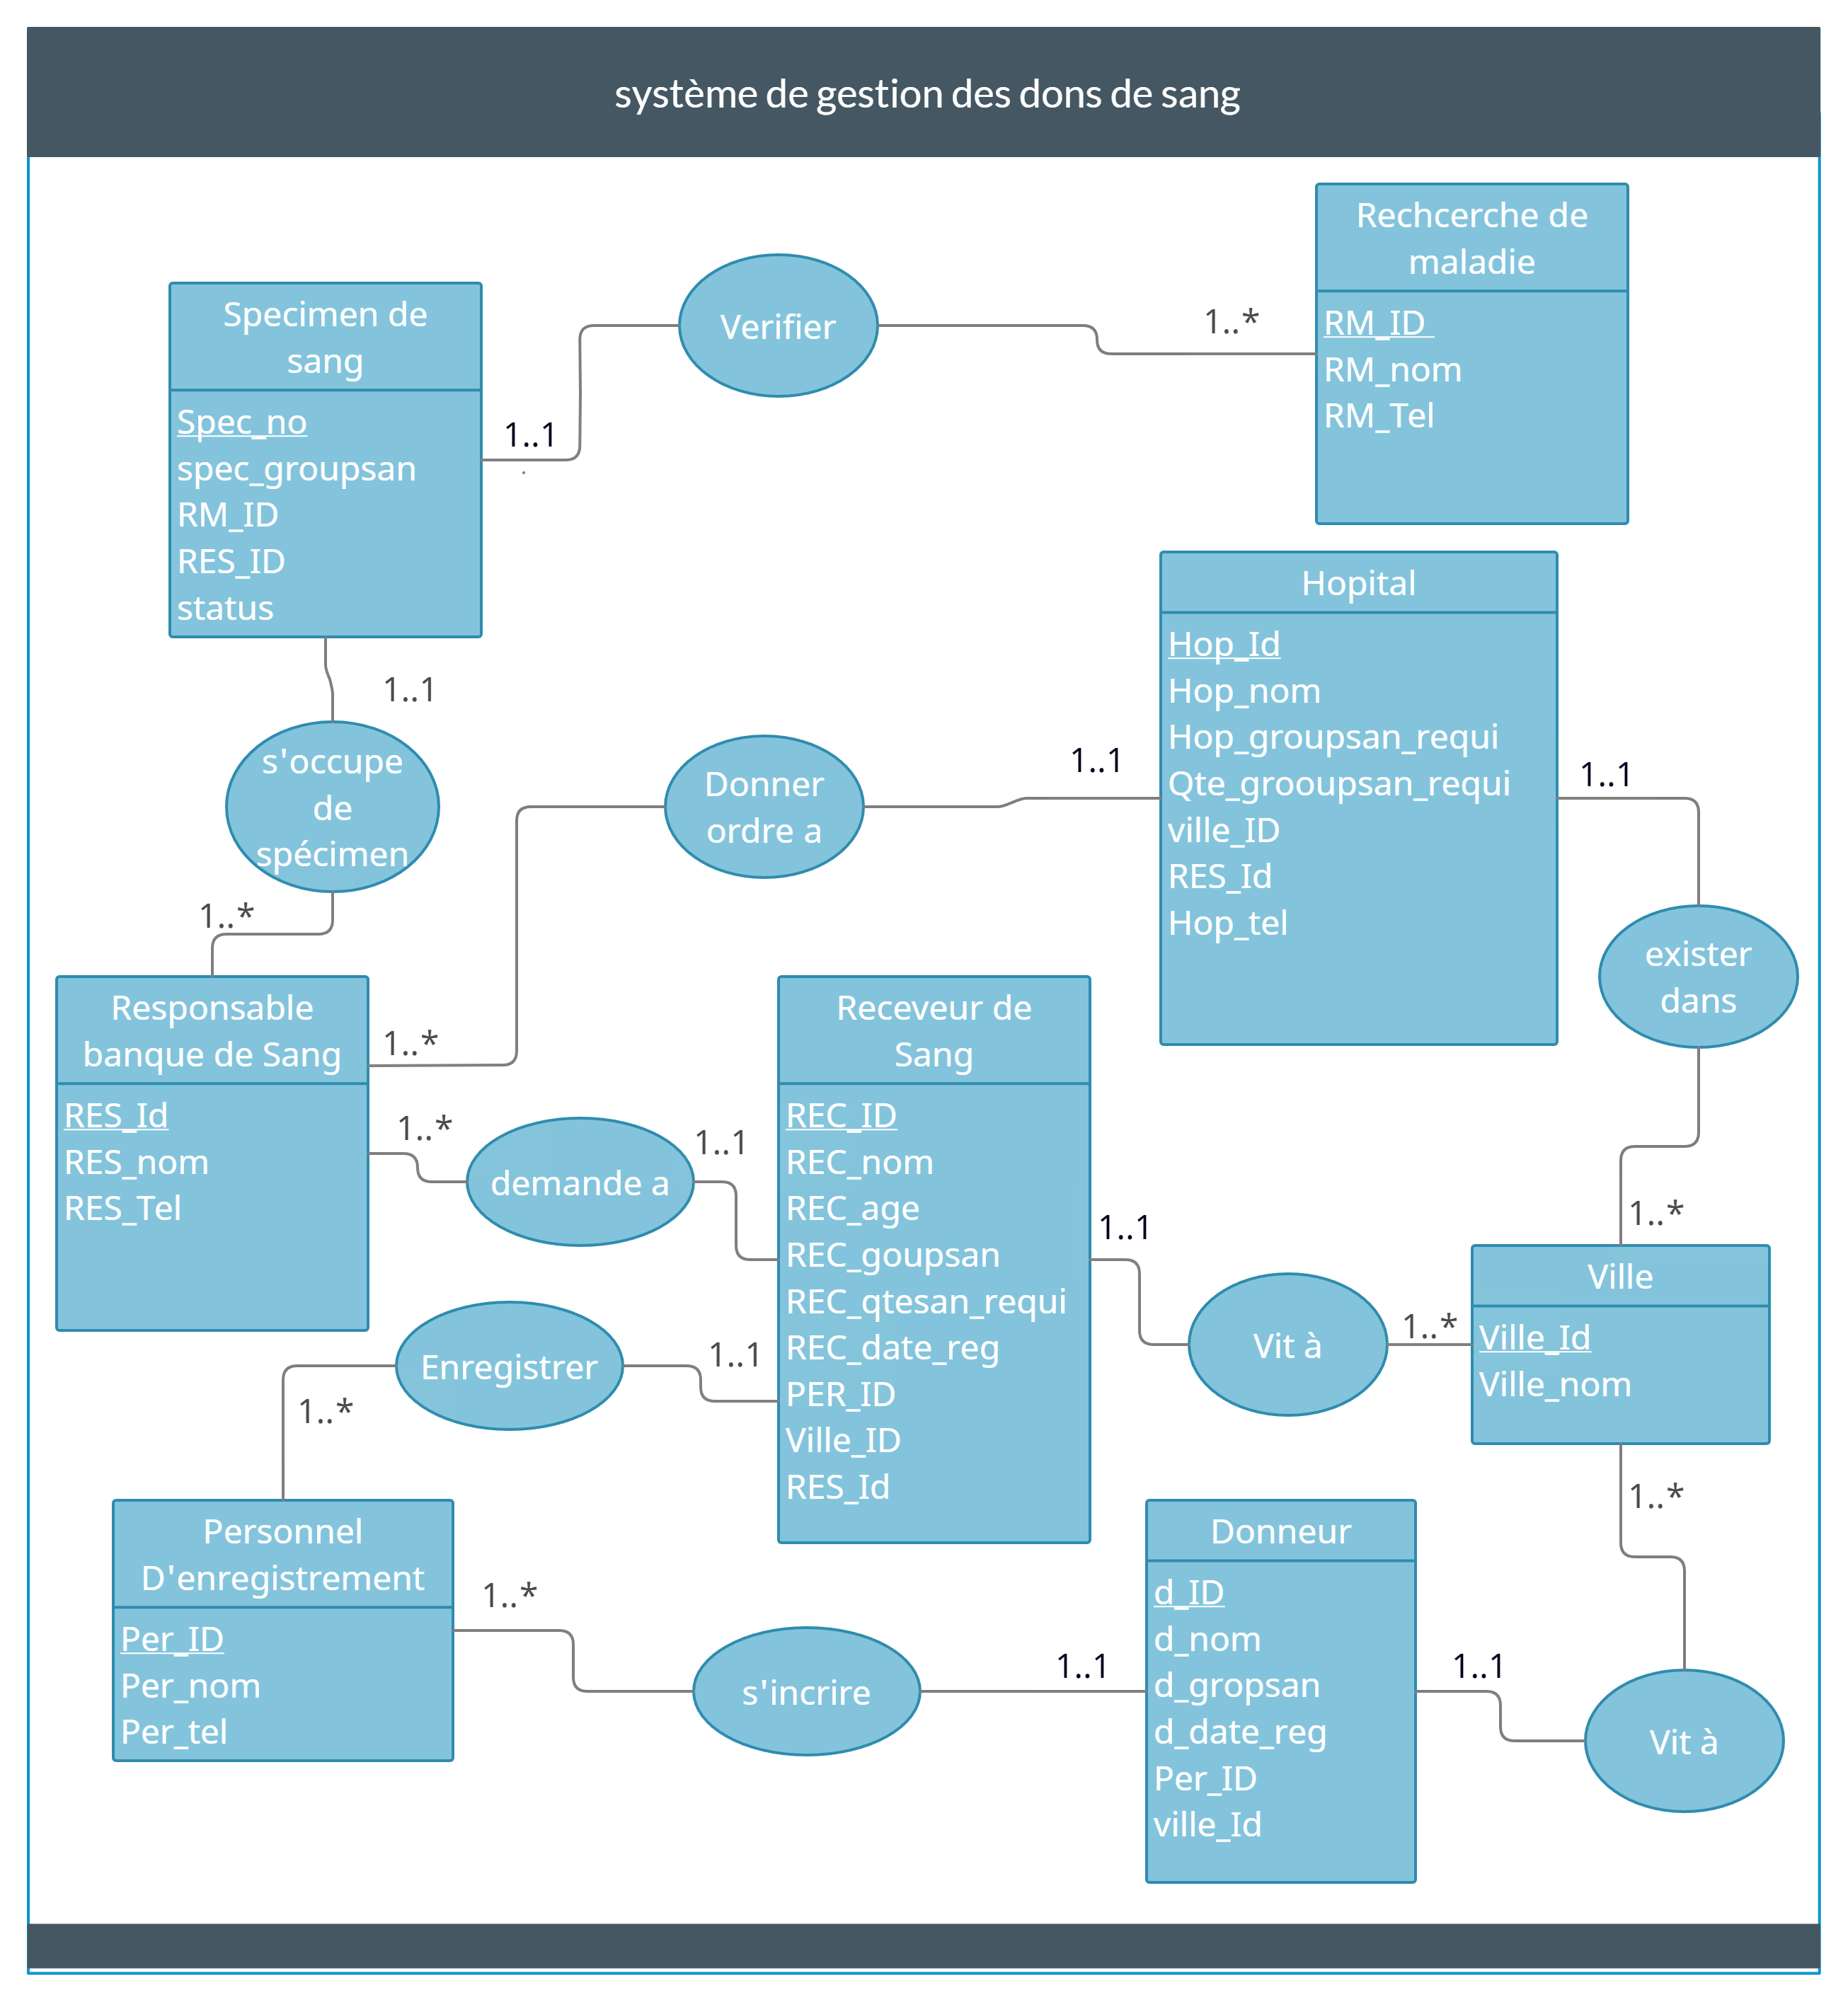 système de gestion des dons de sang
Rechcerche de
maladie
RM_ID
RM_nom
RM_Tel
Verifier
1..*
Specimen de
sang
Spec_no
spec_groupsan
RM_ID
RES_ID
status
1..1
Hopital
Hop_Id
Hop_nom
Hop_groupsan_requi
Qte_grooupsan_requi
ville_ID
RES_Id
Hop_tel
1..1
s'occupe
de
spécimen
1..*
Donner
ordre a
1..1
1..1
exister
dans
1..*
Responsable
banque de Sang
RES_Id
RES_nom
RES_Tel
1..*
1..*
demande a
1..1
Receveur de
Sang
REC_ID
REC_nom
REC_age
REC_goupsan
REC_qtesan_requi
REC_date_reg
PER_ID
Ville_ID
RES_Id
1..1
Vit à
1..*
Ville
Ville_Id
Ville_nom
Enregistrer
1..1
1..*
1..*
Personnel
D'enregistrement
Per_ID
Per_nom
Per_tel
1..*
s'incrire
1..1
Donneur
d_ID
d_nom
d_gropsan
d_date_reg
Per_ID
ville_Id
1..1
Vit à